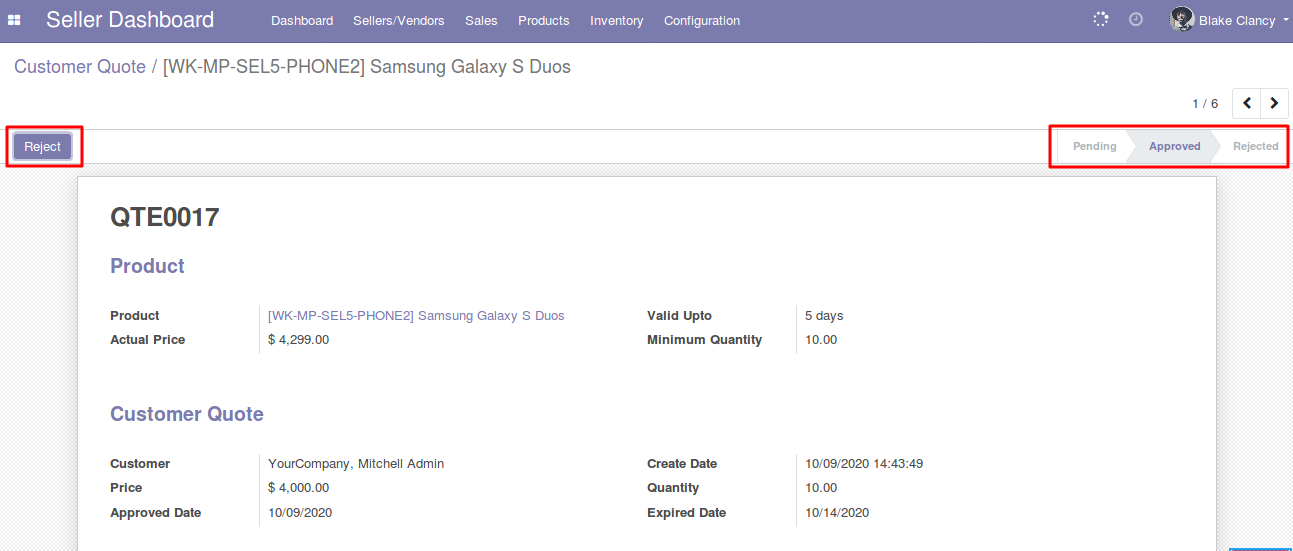 Seller Dashboard Dashboard Sellers/Vendors Sales Products Inventory Configuration Blake Clancy
Customer Quote / [WK-MP-SEL5-PHONE2] Samsung Galaxy S Duos
1 / 6
Reject Pending Approved Rejected
QTE0017
Product
Product [WK-MP-SEL5-PHONE2] Samsung Galaxy S Duos Valid Upto 5 days
Actual Price $ 4,299.00 Minimum Quantity 10.00
Customer Quote
Customer YourCompany, Mitchell Admin Create Date 10/09/2020 14:43:49
Price $ 4,000.00 Quantity 10.00
Approved Date 10/09/2020 Expired Date 10/14/2020